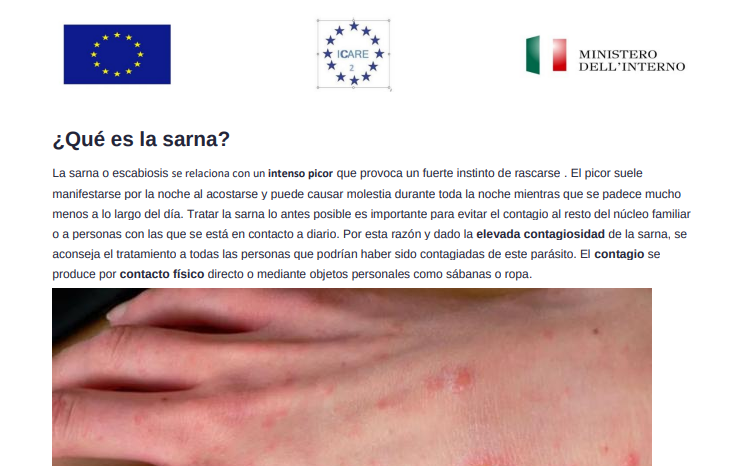 ICARE
2
MINISTERO
DELL'INTERNO
¿Qué es la sarna?
La sarna o escabiosis se relaciona con un intenso picor que provoca un fuerte instinto de rascarse . El picor suele
manifestarse por la noche al acostarse y puede causar molestia durante toda la noche mientras que se padece mucho
menos a lo largo del día. Tratar la sarna lo antes posible es importante para evitar el contagio al resto del núcleo familiar
o a personas con las que se está en contacto a diario. Por esta razón y dado la elevada contagiosidad de la sarna, se
aconseja el tratamiento a todas las personas que podrían haber sido contagiadas de este parásito. El contagio se
produce por contacto físico directo o mediante objetos personales como sábanas o ropa.